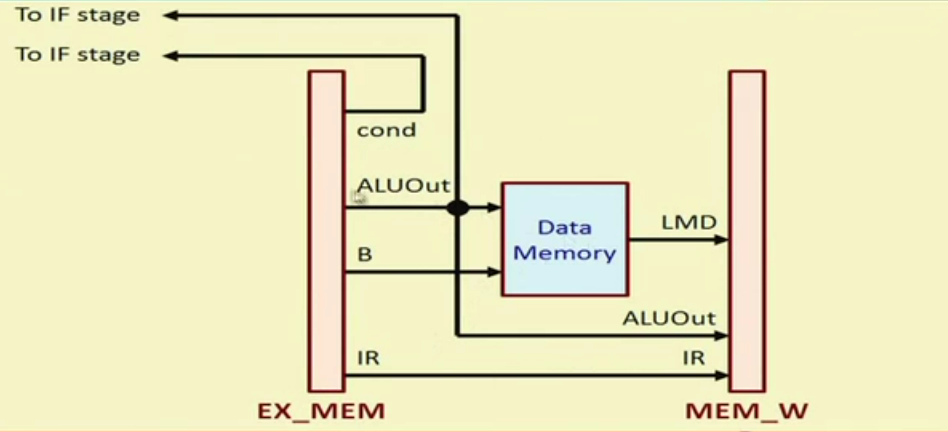 To IF stage
To IF stage
cond
ALUOut
Data
Memory
LMD
B
ALUOut
IR
IR
EX_MEM
MEM_W